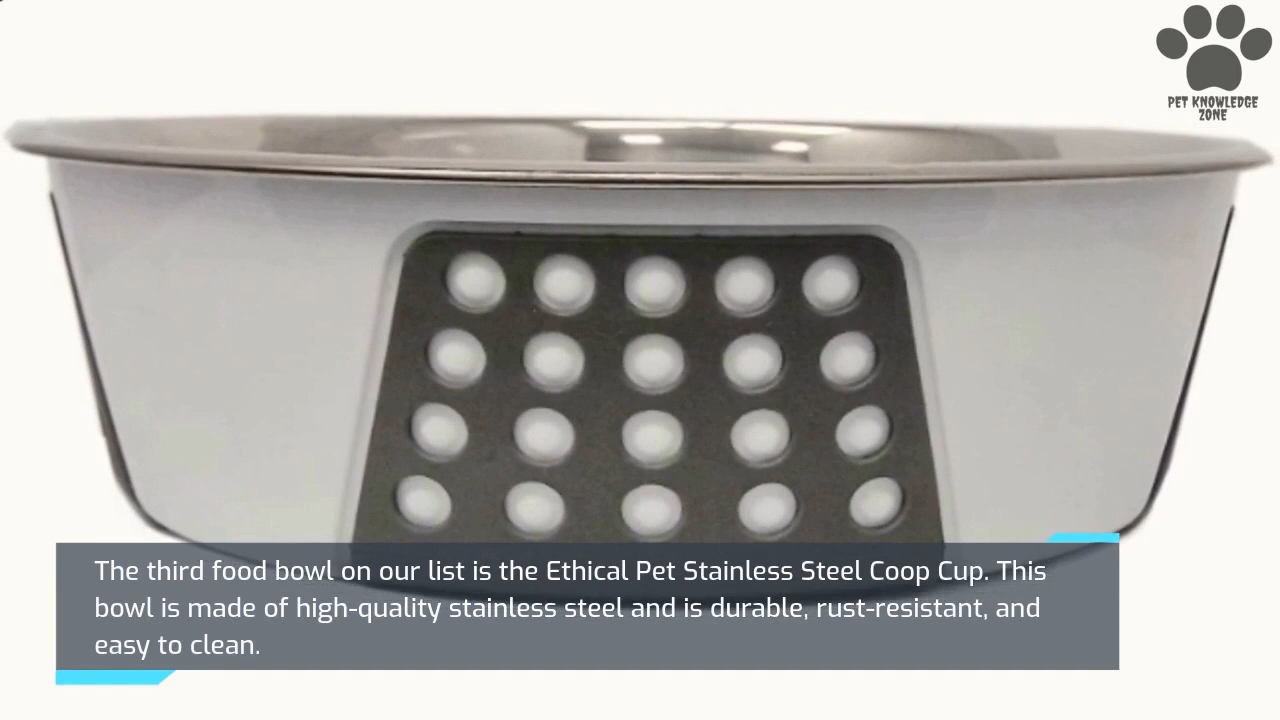 PET KNOWLEDGE
ZONE
The third food bowl on our list is the Ethical Pet Stainless Steel Coop Cup. This
bowl is made of high-quality stainless steel and is durable, rust-resistant, and
easy to clean.